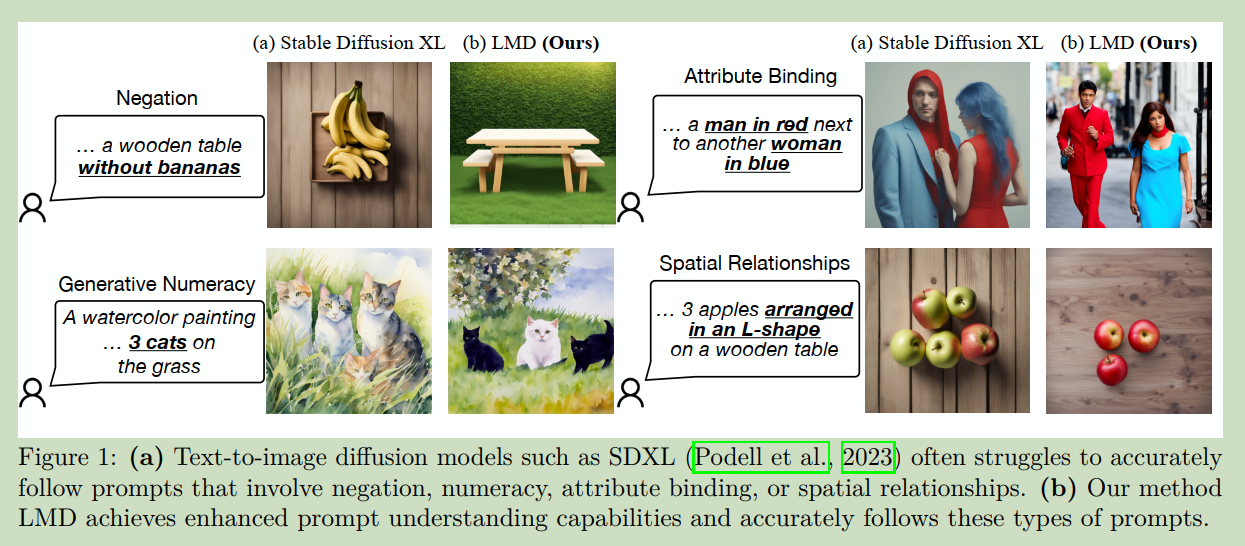 (a) Stable Diffusion XL
(b) LMD (Ours)
Negation
… a wooden table
without bananas
Generative Numeracy
A watercolor painting
… 3 cats on
the grass
(a) Stable Diffusion XL
(b) LMD (Ours)
Attribute Binding
… a man in red next
to another woman
in blue
Spatial Relationships
… 3 apples arranged
in an L-shape
on a wooden table
Figure 1: (a) Text-to-image diffusion models such as SDXL (Podell et al., 2023) often struggles to accurately
follow prompts that involve negation, numeracy, attribute binding, or spatial relationships. (b) Our method
LMD achieves enhanced prompt understanding capabilities and accurately follows these types of prompts.